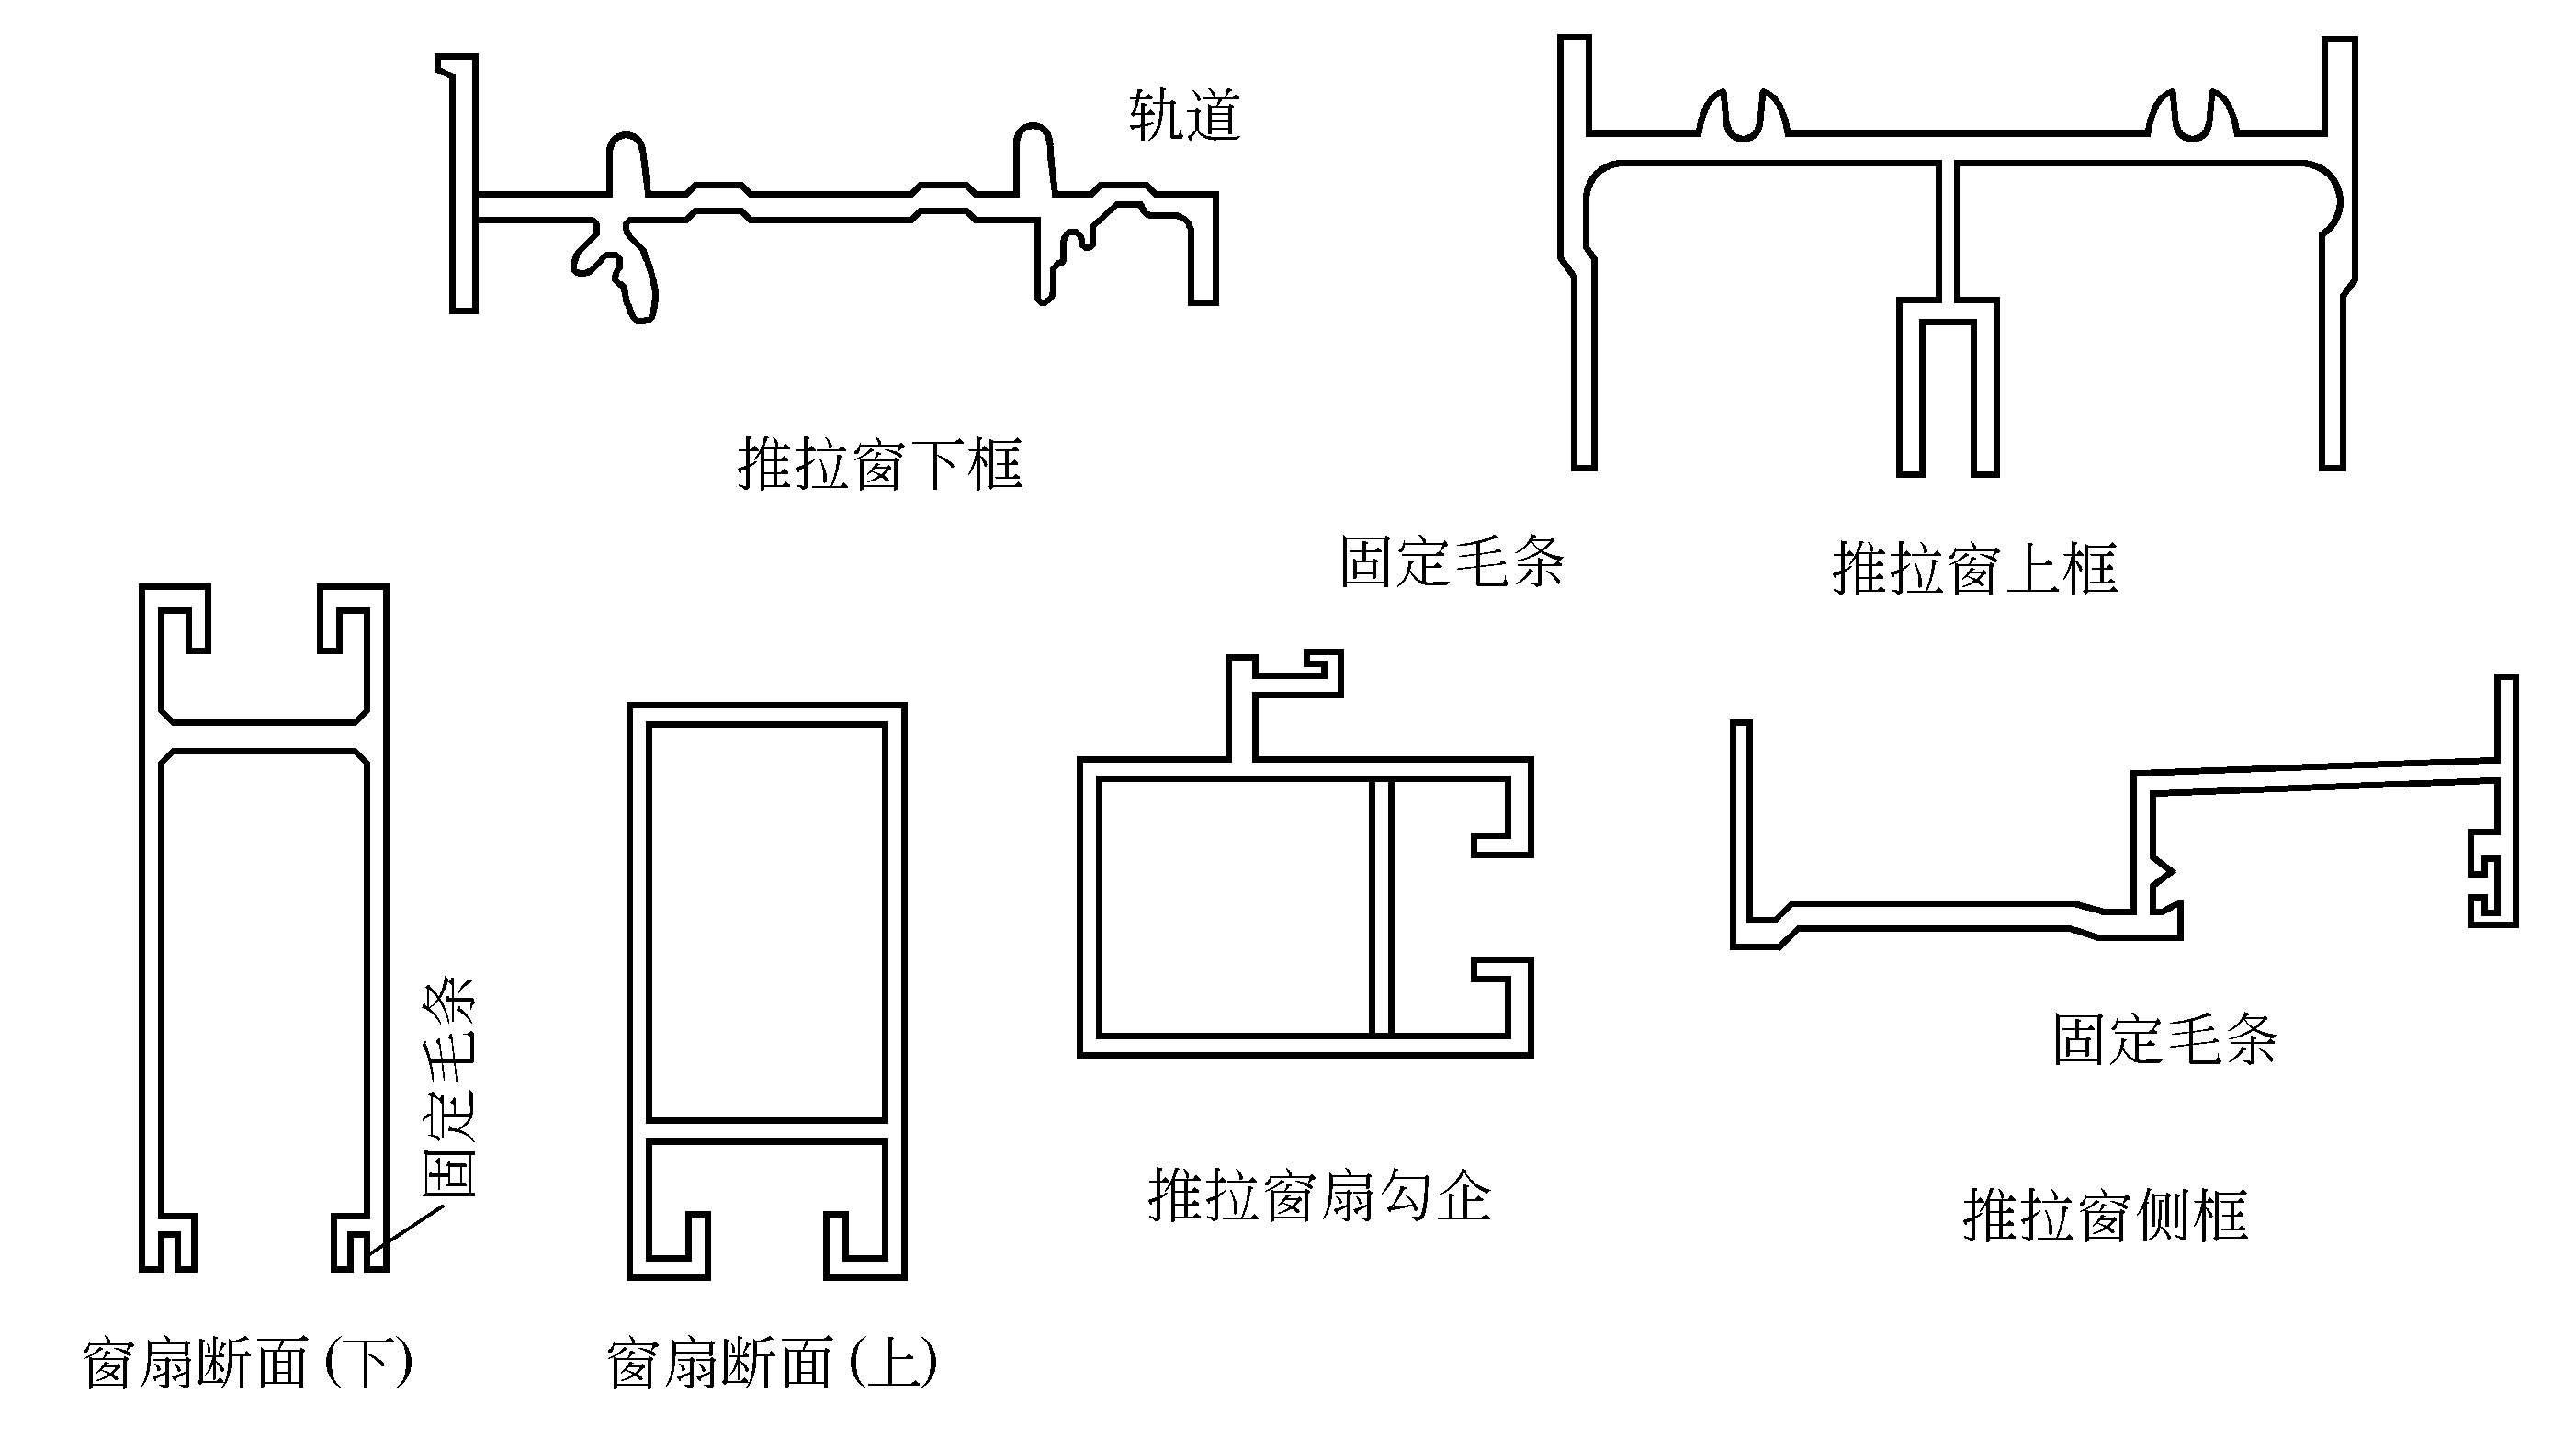 轨道
推拉窗下框
固定毛条
推拉窗上框
固定毛条
固定毛条
推拉窗扇勾企
推拉窗侧框
窗扇断面(下)
窗扇断面(上)